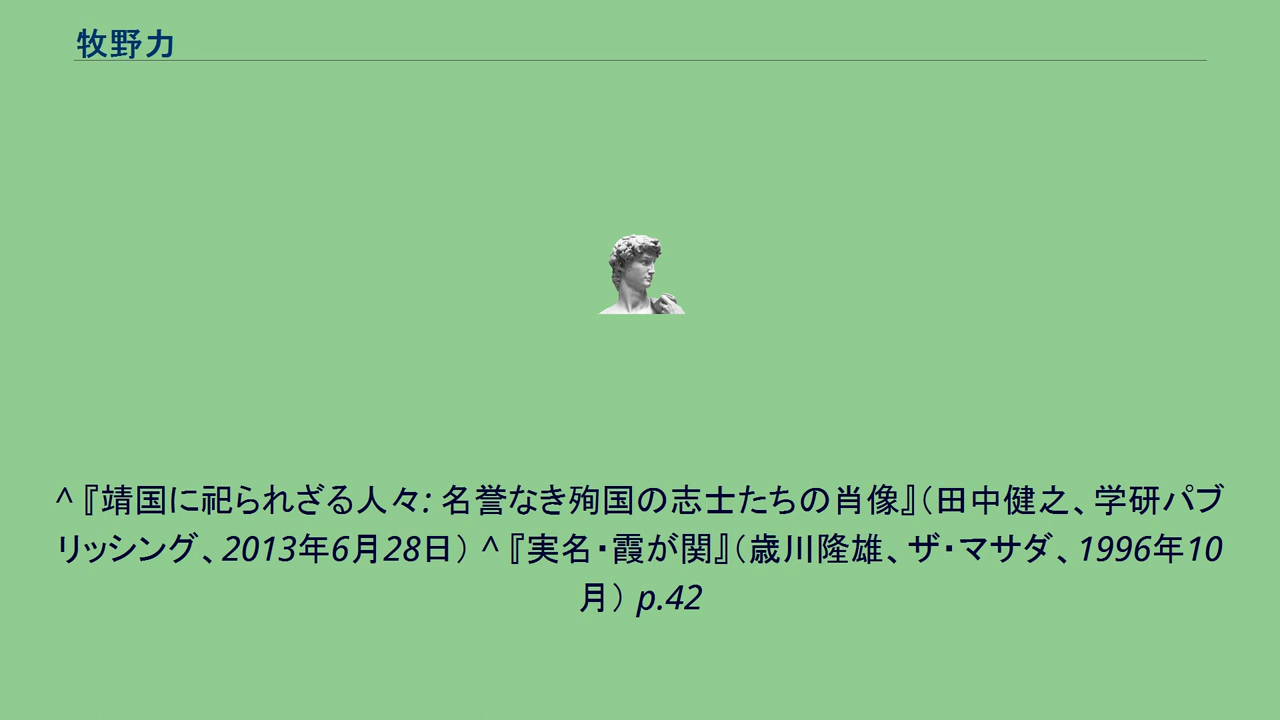 牧野力
^『靖国に祀られざる人々: 名誉なき殉国の志士たちの肖像』（田中健之、学研パブ
リッシング、2013年6月28日） ^『実名・霞が関』（歳川隆雄、ザ・マサダ、1996年10
月） p.42